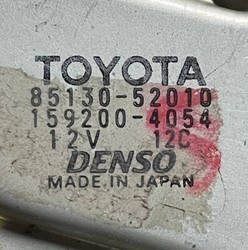 TOYOTA
85130-52010
159200-4054
12V 12C
DENSO
MADE IN JAPAN